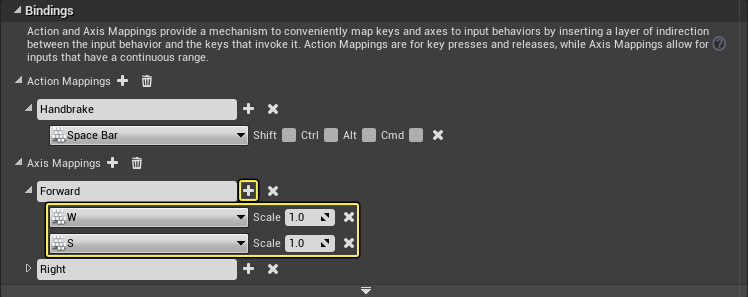 Bindings
Action and Axis Mappings provide a mechanism to conveniently map keys and axes to input behaviors by inserting a layer of indirection
between the input behavior and the keys that invoke it. Action Mappings are for key presses and releases, while Axis Mappings allow for
inputs that have a continuous range.
Action Mappings
Handbrake
Space Bar Shift Ctrl Alt Cmd
Axis Mappings
Forward
W Scale 1.0
S Scale 1.0
Right